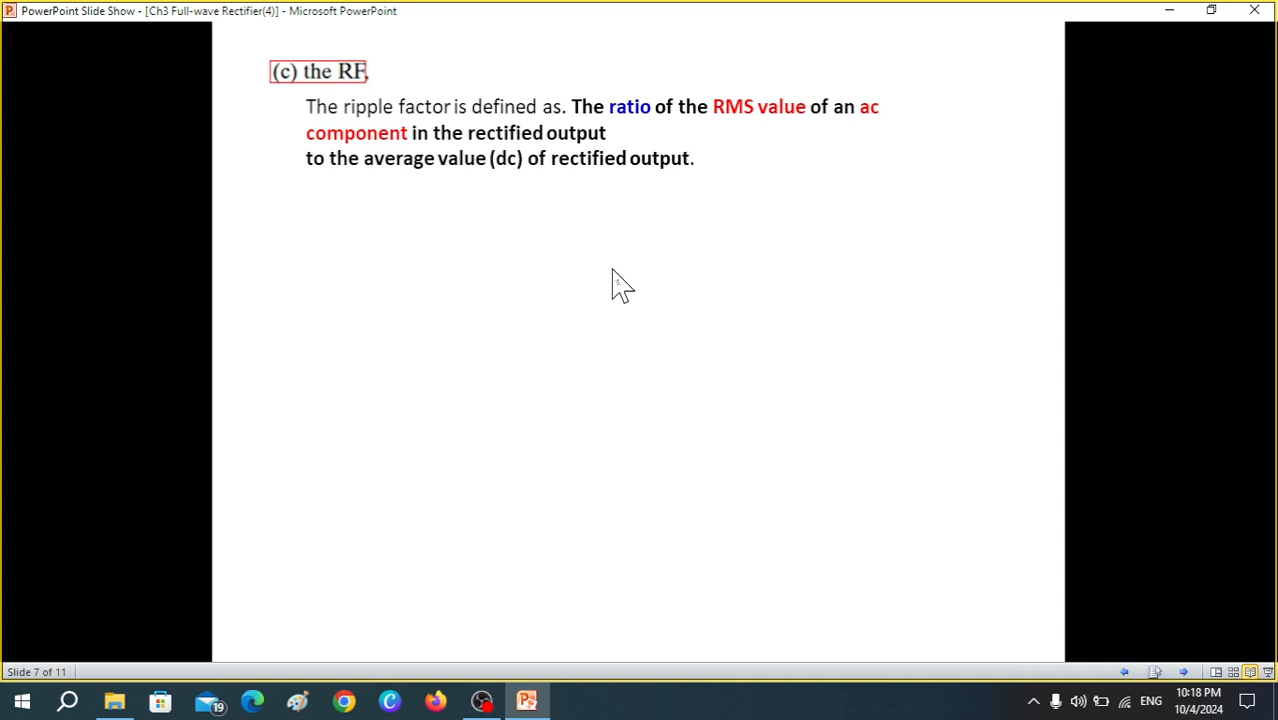 PowerPoint Slide Show - [Ch3 Full-wave Rectifier(4)] - Microsoft PowerPoint
(c) the RF,
The ripple factor is defined as. The ratio of the RMS value of an ac
component in the rectified output
to the average value (dc) of rectified output.
Slide 7 of 11
19
ENG
10:18 PM
10/4/2024